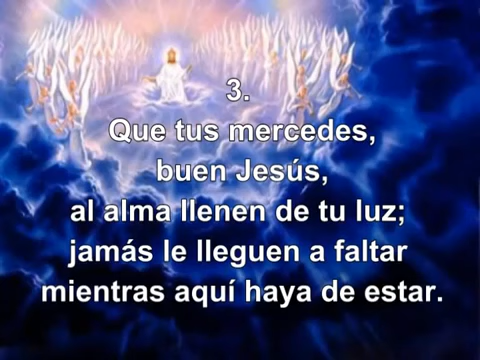 3.
Que tus mercedes,
buen Jesús,
al alma llenen de tu luz;
jamás le lleguen a faltar
mientras aquí haya de estar.